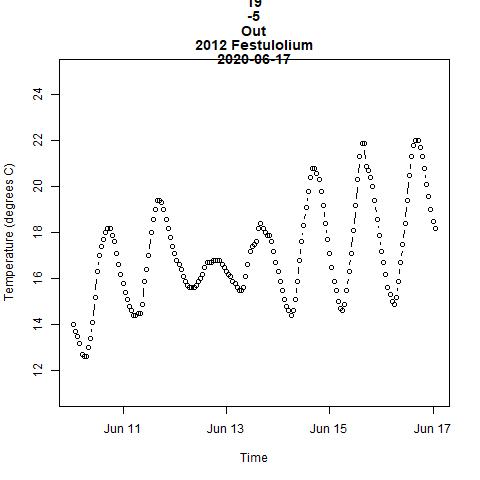 19
-5
Out
2012 Festulolium
2020-06-17
24
22
20
18
16
14
12
Temperature (degrees C)
Jun 11 Jun 13 Jun 15 Jun 17
Time